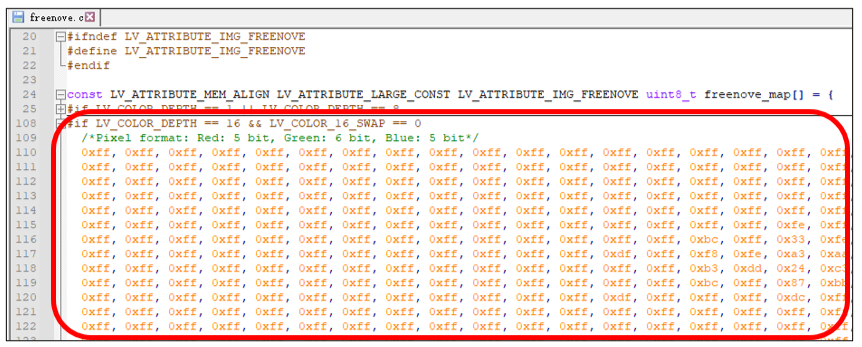 freenove.c
20 #ifndef LV_ATTRIBUTE_IMG_FREENOVE
21 #define LV_ATTRIBUTE_IMG_FREENOVE
22 #endif
23
24 const LV_ATTRIBUTE_MEM_ALIGN LV_ATTRIBUTE_LARGE_CONST LV_ATTRIBUTE_IMG_FREENOVE uint8_t freenove_map[] = {
25 #if LV_COLOR_DEPTH == 1 || LV_COLOR_DEPTH == 8
108 #if LV_COLOR_DEPTH == 16 && LV_COLOR_16_SWAP == 0
109 /*Pixel format: Red: 5 bit, Green: 6 bit, Blue: 5 bit*/
110 0xff, 0xff, 0xff, 0xff, 0xff, 0xff, 0xff, 0xff, 0xff, 0xff, 0xff, 0xff, 0xff, 0xff, 0xff, 0xff, 0xff, 0xff
111 0xff, 0xff, 0xff, 0xff, 0xff, 0xff, 0xff, 0xff, 0xff, 0xff, 0xff, 0xff, 0xff, 0xff, 0xff, 0xff, 0xff, 0xff
112 0xff, 0xff, 0xff, 0xff, 0xff, 0xff, 0xff, 0xff, 0xff, 0xff, 0xff, 0xff, 0xff, 0xff, 0xff, 0xff, 0xff, 0xff
113 0xff, 0xff, 0xff, 0xff, 0xff, 0xff, 0xff, 0xff, 0xff, 0xff, 0xff, 0xff, 0xff, 0xff, 0xff, 0xff, 0xff, 0xff
114 0xff, 0xff, 0xff, 0xff, 0xff, 0xff, 0xff, 0xff, 0xff, 0xff, 0xff, 0xff, 0xff, 0xff, 0xff, 0xff, 0xff, 0xff
115 0xff, 0xff, 0xff, 0xff, 0xff, 0xff, 0xff, 0xff, 0xff, 0xff, 0xff, 0xff, 0xff, 0xff, 0xff, 0xff, 0xfe, 0xff
116 0xff, 0xff, 0xff, 0xff, 0xff, 0xff, 0xff, 0xff, 0xff, 0xff, 0xff, 0xff, 0xff, 0xff, 0xbc, 0xff, 0x33, 0xfe
117 0xff, 0xff, 0xff, 0xff, 0xff, 0xff, 0xff, 0xff, 0xff, 0xff, 0xff, 0xff, 0xdf, 0xff, 0xf8, 0xfe, 0xa3,
118 0xff, 0xff, 0xff, 0xff, 0xff, 0xff, 0xff, 0xff, 0xff, 0xff, 0xff, 0xff, 0xff, 0xff, 0xb3, 0xdd, 0x24,
119 0xff, 0xff, 0xff, 0xff, 0xff, 0xff, 0xff, 0xff, 0xff, 0xff, 0xff, 0xff, 0xff, 0xff, 0xbc, 0xff, 0x87,
120 0xff, 0xff, 0xff, 0xff, 0xff, 0xff, 0xff, 0xff, 0xff, 0xff, 0xff, 0xff, 0xdf, 0xff, 0xff, 0xff, 0xdc, 0xff
121 0xff, 0xff, 0xff, 0xff, 0xff, 0xff, 0xff, 0xff, 0xff, 0xff, 0xff, 0xff, 0xff, 0xff, 0xff, 0xff, 0xff, 0xff
122 0xff, 0xff, 0xff, 0xff, 0xff, 0xff, 0xff, 0xff, 0xff, 0xff, 0xff, 0xff, 0xff, 0xff, 0xff, 0xff, 0xff, 0xff